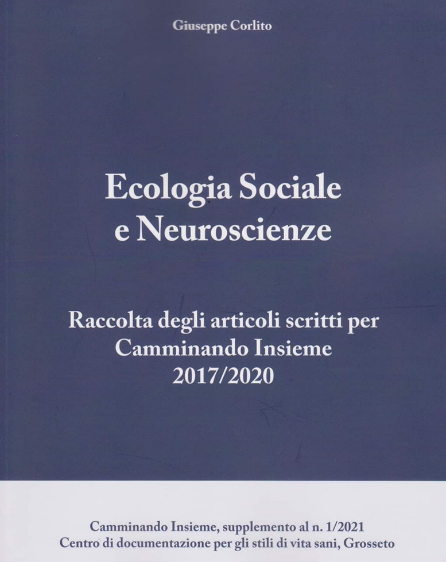 Giuseppe Corlito
Ecologia Sociale
e Neuroscienze
Raccolta degli articoli scritti per
Camminando Insieme
2017/2020
Camminando Insieme, supplemento al n. 1/2021
Centro di documentazione per gli stili di vita sani, Grosseto